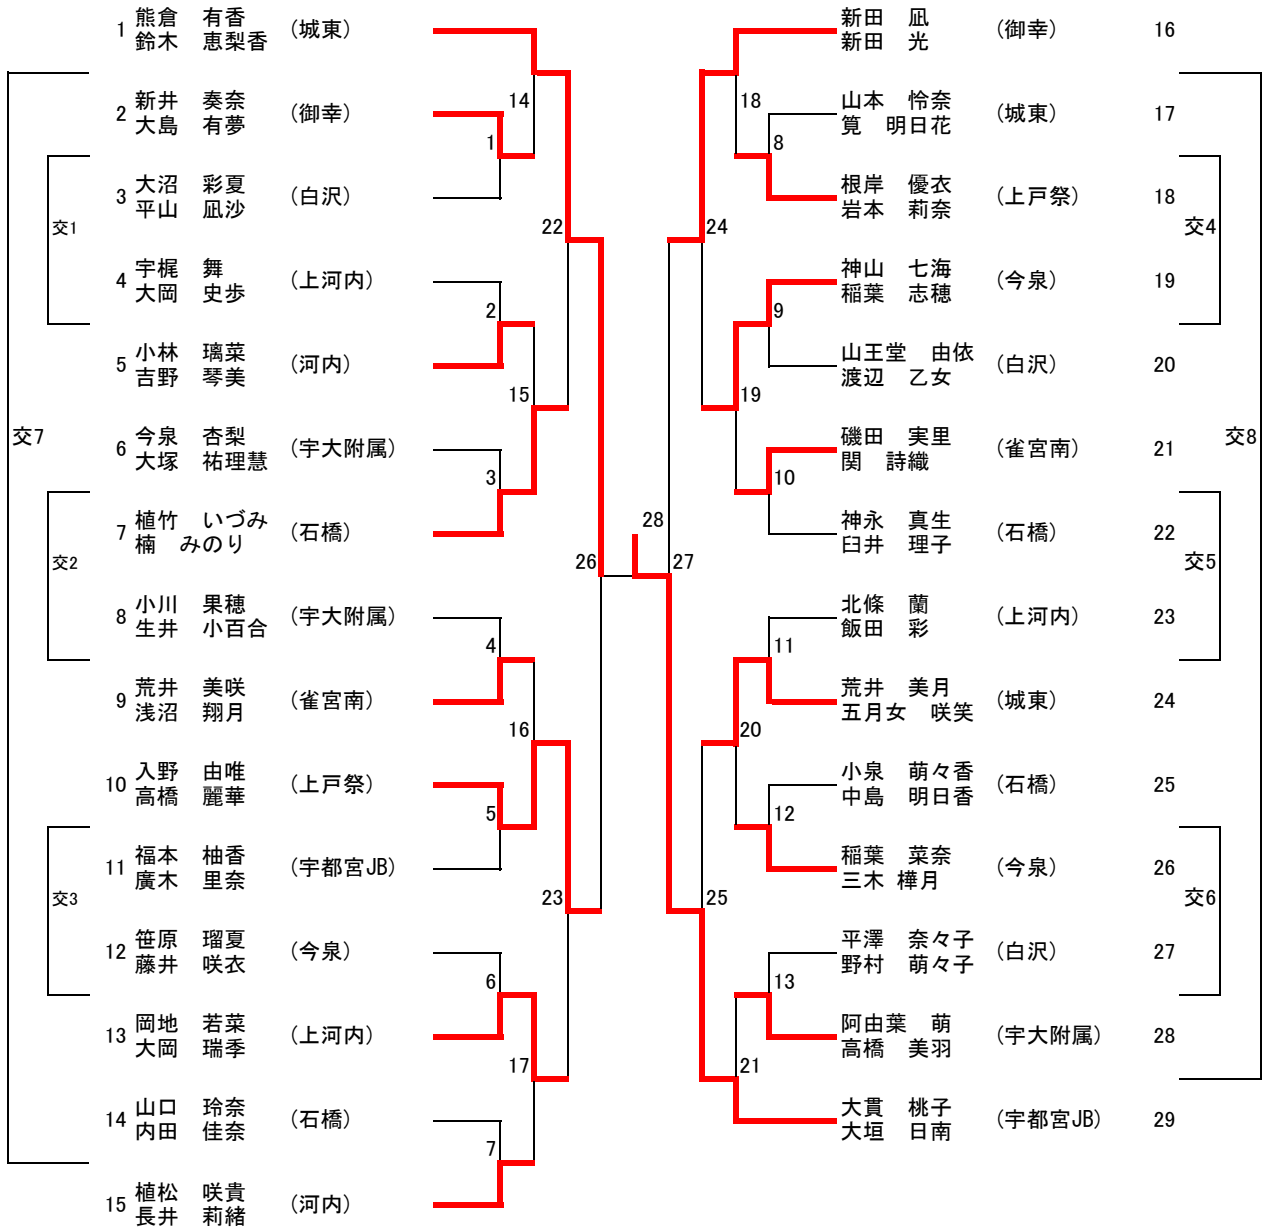 1 熊倉　有香
鈴木　恵梨香 (城東)
2 新井　奏奈
大島　有夢 (御幸)
3 大沼　彩夏
平山　凪沙 (白沢)
4 宇梶　舞
大岡　史歩 (上河内)
5 小林　璃菜
吉野　琴美 (河内)
6 今泉　杏梨
大塚　祐理慧 (宇大附属)
7 植竹　いづみ
楠　みのり (石橋)
8 小川　果穂
生井　小百合 (宇大附属)
9 荒井　美咲
浅沼　翔月 (雀宮南)
10 入野　由唯
高橋　麗華 (上戸祭)
11 福本　柚香
廣木　里奈 (宇都宮JB)
12 笹原　瑠夏
藤井　咲衣 (今泉)
13 岡地　若菜
大岡　瑞季 (上河内)
14 山口　玲奈
内田　佳奈 (石橋)
15 植松　咲貴
長井　莉緒 (河内)
交1
交2
交3
交7
1
2
3
4
5
6
7
14
15
16
17
22
23
26
28
27
24
25
18
19
20
21
8
9
10
11
12
13
新田　凪
新田　光 (御幸) 16
山本　怜奈
筧　明日花 (城東) 17
根岸　優衣
岩本　莉奈 (上戸祭) 18
神山　七海
稲葉　志穂 (今泉) 19
山王堂　由依
渡辺　乙女 (白沢) 20
磯田　実里
関　詩織 (雀宮南) 21
神永　真生
臼井　理子 (石橋) 22
北條　蘭
飯田　彩 (上河内) 23
荒井　美月
五月女　咲笑 (城東) 24
小泉　萌々香
中島　明日香 (石橋) 25
稲葉　菜奈
三木 樺月 (今泉) 26
平澤　奈々子
野村　萌々子 (白沢) 27
阿由葉　萌
高橋　美羽 (宇大附属) 28
大貫　桃子
大垣　日南 (宇都宮JB) 29
交4
交5
交6
交8